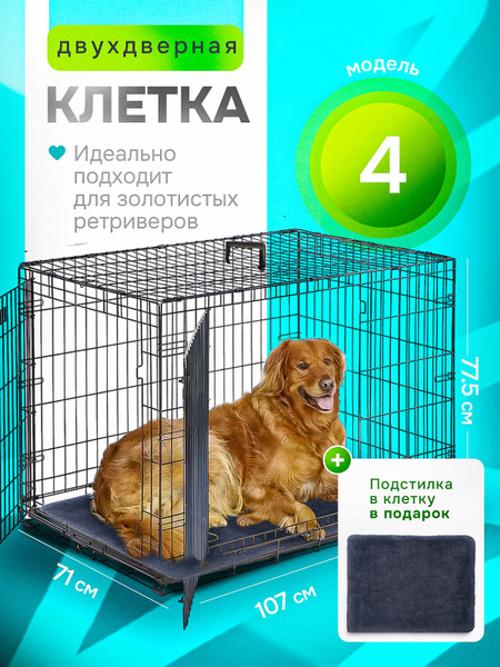 двухдверная
КЛЕТКА
Идеально
подходит
для золотистых
ретриверов
модель
4
77.5 см
71 см
107 см
Подстилка
в клетку
в подарок